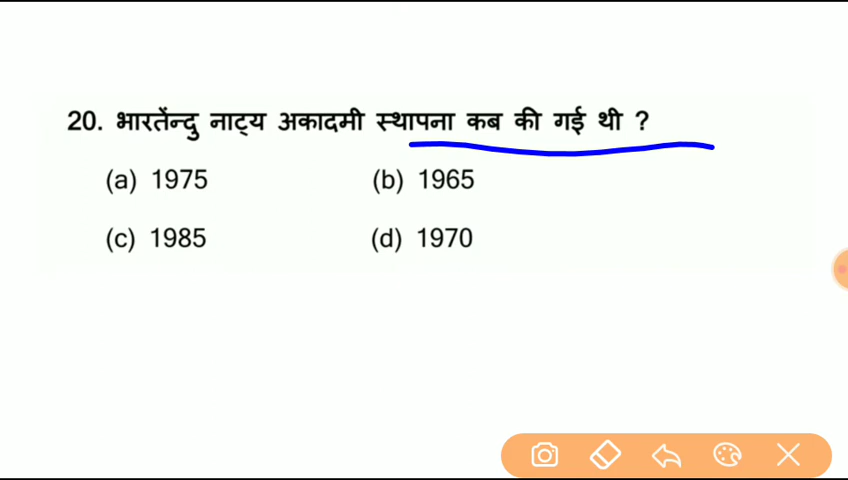 20. भारतेंन्दु नाट्य अकादमी स्थापना कब की गई थी ?
(a) 1975 (b) 1965
(c) 1985 (d) 1970